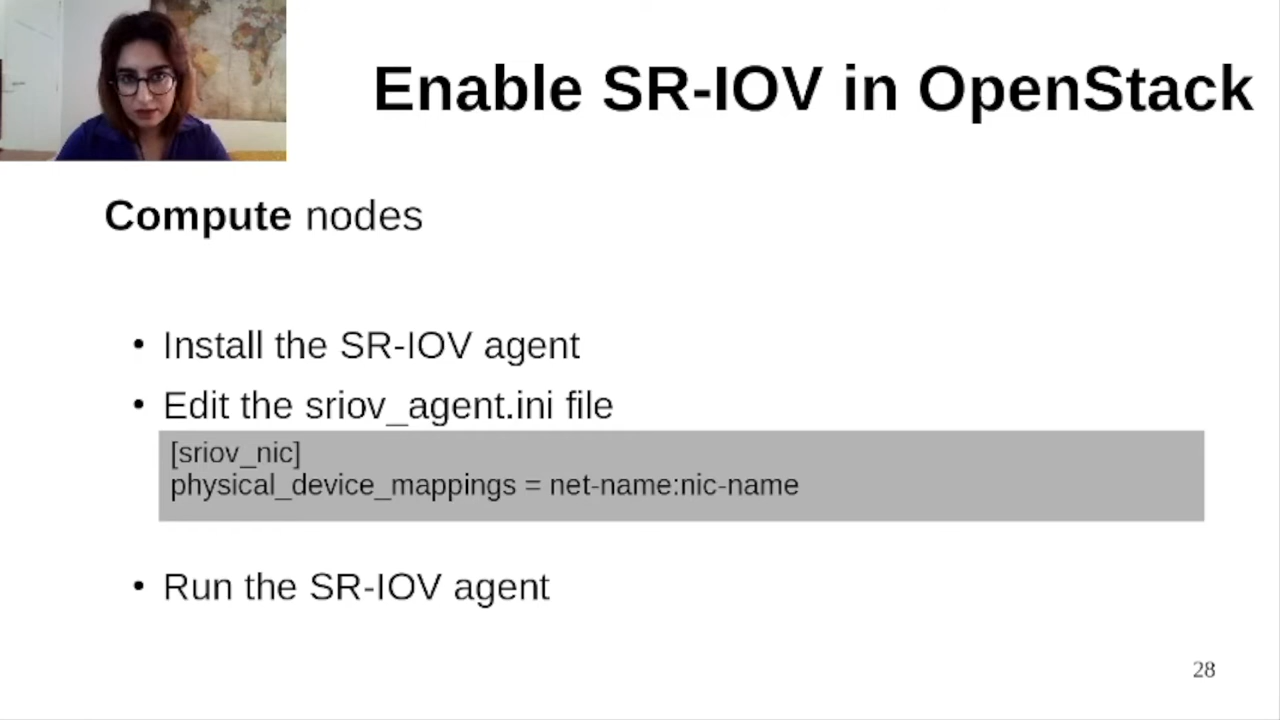 Enable SR-IOV in OpenStack
Compute nodes
• Install the SR-IOV agent
• Edit the sriov_agent.ini file
[sriov_nic]
physical_device_mappings = net-name:nic-name
• Run the SR-IOV agent
28